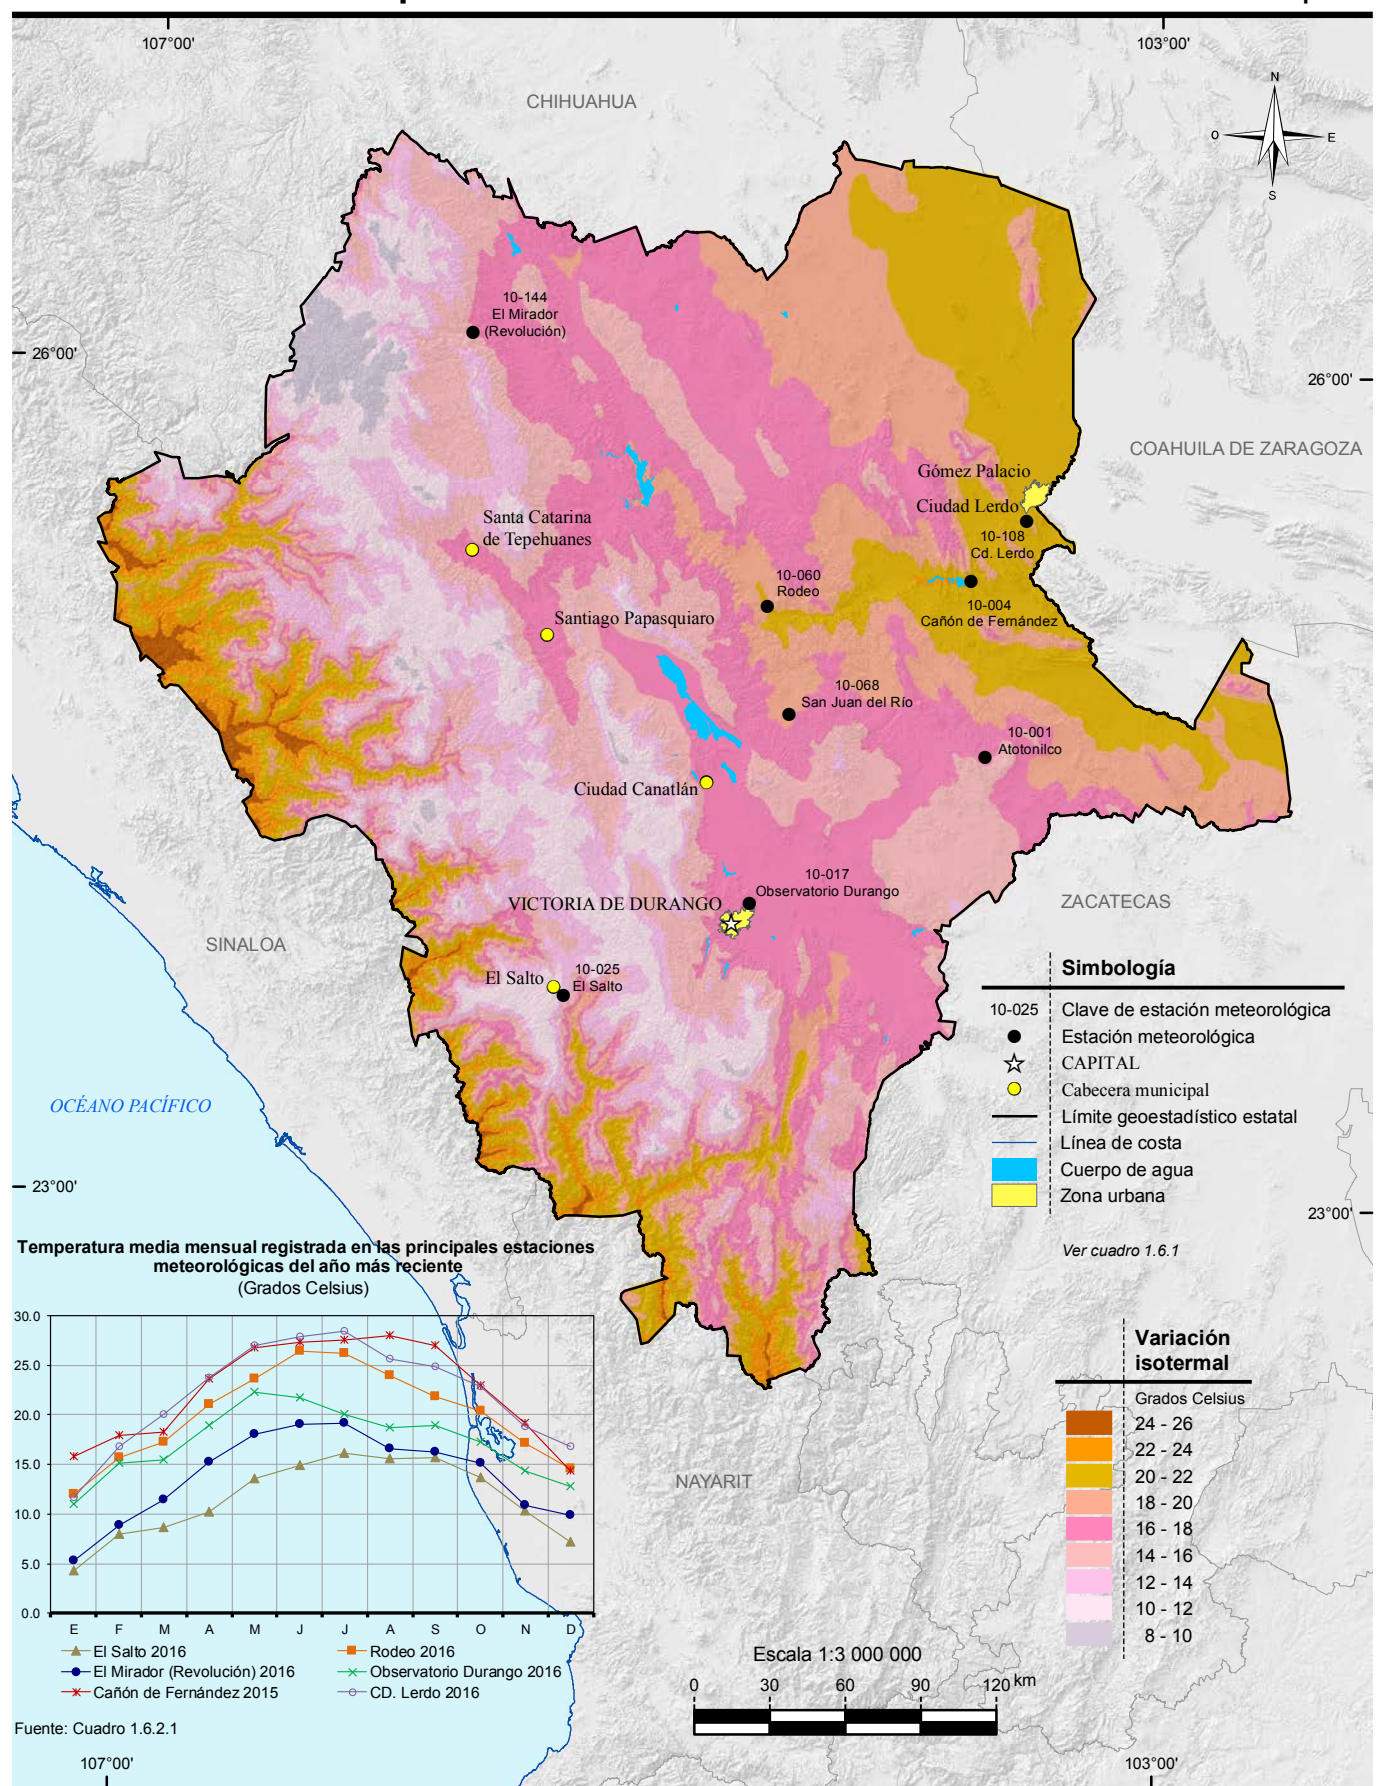 107°00'
103°00'
CHIHUAHUA
N
O
E
S
10-144
El Mirador
(Revolución)
26°00'
26°00'
COAHUILA DE ZARAGOZA
Gómez Palacio
Ciudad Lerdo
10-108
Cd. Lerdo
Santa Catarina
de Tepehuanes
10-060
Rodeo
10-004
Cañón de Fernández
Santiago Papasquiaro
10-068
San Juan del Río
10-001
Atotonilco
Ciudad Canatlán
10-017
Observatorio Durango
VICTORIA DE DURANGO
ZACATECAS
SINALOA
10-025
El Salto
El Salto
Simbología
10-025 Clave de estación meteorológica
Estación meteorológica
CAPITAL
Cabecera municipal
Límite geoestadístico estatal
Línea de costa
Cuerpo de agua
Zona urbana
OCÉANO PACÍFICO
23°00'
23°00'
Ver cuadro 1.6.1
Temperatura media mensual registrada en las principales estaciones
meteorológicas del año más reciente
(Grados Celsius)
30.0
25.0
20.0
15.0
10.0
5.0
0.0
E F M A M J J A S O N D
El Salto 2016
Rodeo 2016
El Mirador (Revolución) 2016
Observatorio Durango 2016
Cañón de Fernández 2015
CD. Lerdo 2016
Fuente: Cuadro 1.6.2.1
NAYARIT
Variación
isotermal
Grados Celsius
24 - 26
22 - 24
20 - 22
18 - 20
16 - 18
14 - 16
12 - 14
10 - 12
8 - 10
Escala 1:3 000 000
0 30 60 90 120 km
107°00'
103°00'